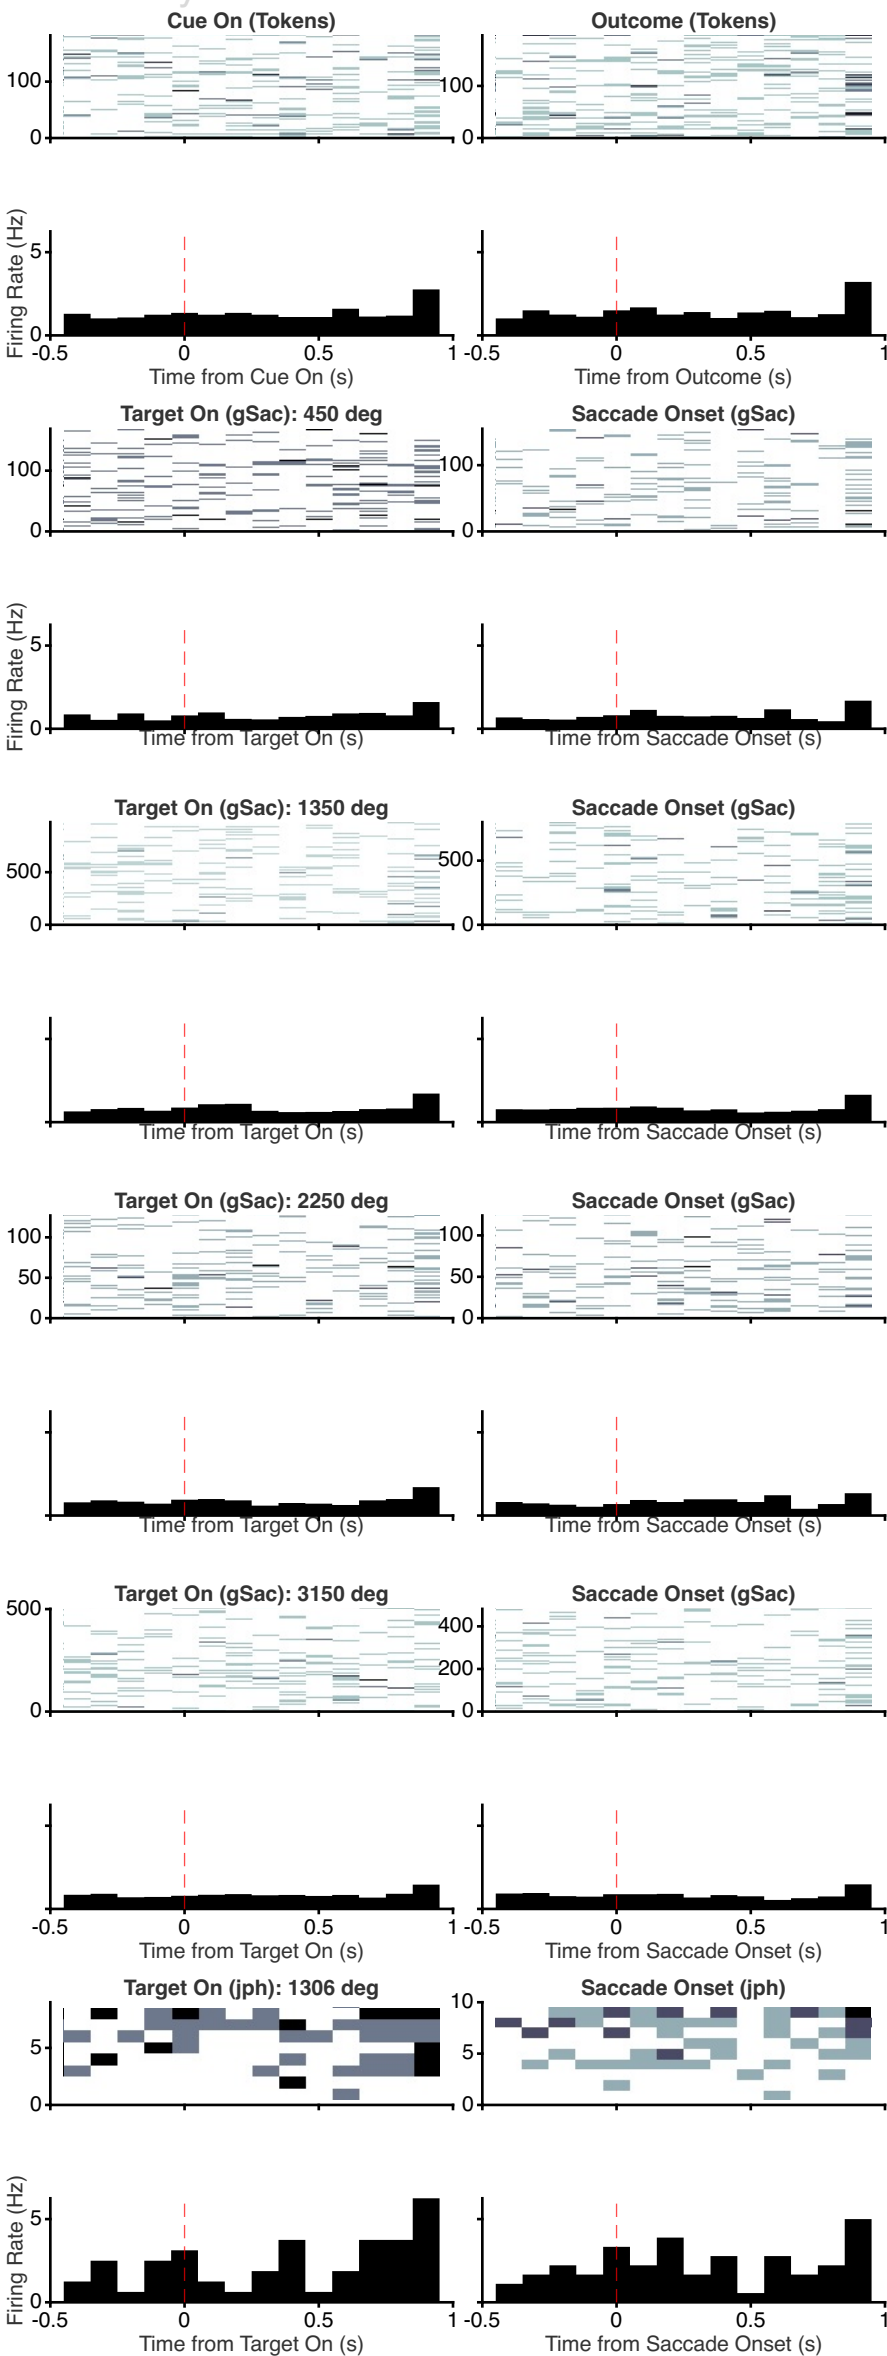 Cue On (Tokens) Outcome (Tokens)
100 100
0 0
Firing Rate (Hz)
5
0
-0.5 0 0.5 1 -0.5 0 0.5 1
Time from Cue On (s) Time from Outcome (s)
Target On (gSac): 450 deg Saccade Onset (gSac)
100 100
0 0
Firing Rate (Hz)
5
0
Time from Target On (s) Time from Saccade Onset (s)
Target On (gSac): 1350 deg Saccade Onset (gSac)
500 500
0 0
Time from Target On (s) Time from Saccade Onset (s)
Target On (gSac): 2250 deg Saccade Onset (gSac)
100 100
50 50
0 0
Time from Target On (s) Time from Saccade Onset (s)
Target On (gSac): 3150 deg Saccade Onset (gSac)
500 400
200
0 0
-0.5 0 0.5 1 -0.5 0 0.5 1
Time from Target On (s) Time from Saccade Onset (s)
Target On (jph): 1306 deg Saccade Onset (jph)
10
5 5
0 0
Firing Rate (Hz)
5
0
-0.5 0 0.5 1 -0.5 0 0.5 1
Time from Target On (s) Time from Saccade Onset (s)